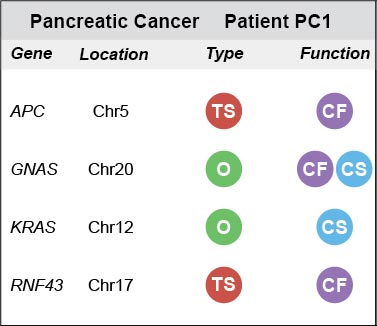 Pancreatic Cancer Patient PC1
Gene Location Type Function
APC Chr5 TS CF
GNAS Chr20 O CF CS
KRAS Chr12 O CS
RNF43 Chr17 TS CF